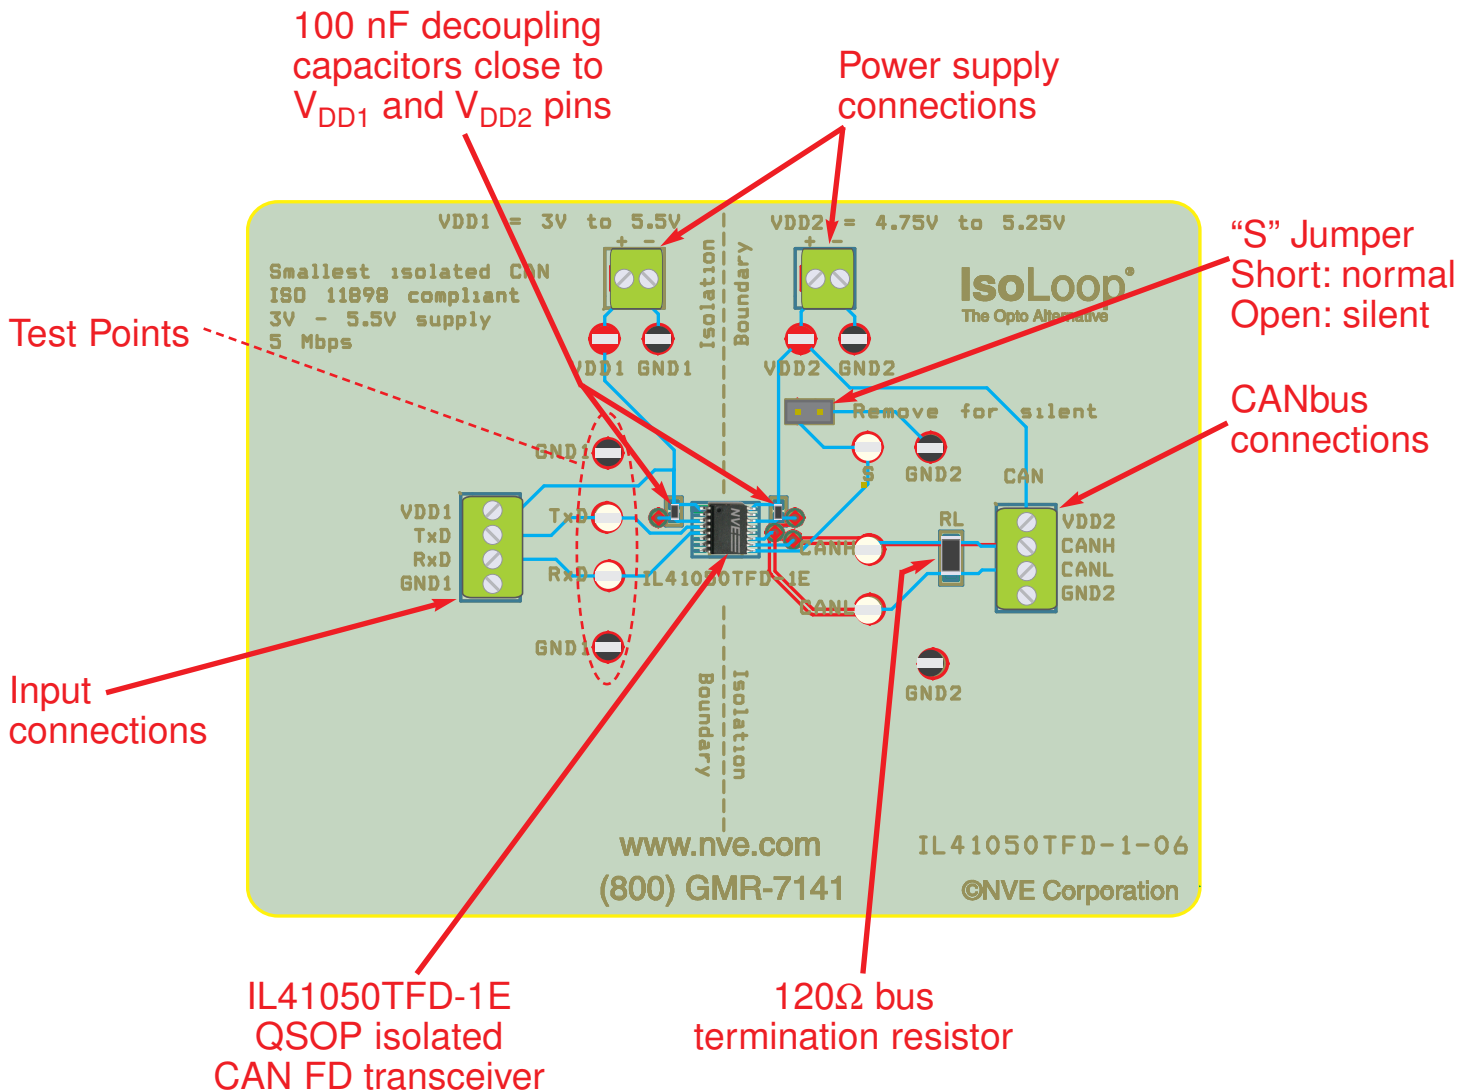 100 nF decoupling
capacitors close to
VDD1 and VDD2 pins
Power supply
connections
"S" Jumper
Short: normal
Open: silent
CANbus
connections
Test Points
Input
connections
IL41050TFD-1E
QSOP isolated
CAN FD transceiver
120Ω bus
termination resistor
VDD1 = 3V to 5.5V
VDD2 = 4.75V to 5.25V
+ -
+ -
Smallest isolated CAN
ISO 11898 compliant
3V - 5.5V supply
5 Mbps
Isolation
Boundary
IsoLoop®
The Opto Alternative
VDD1
GND1
VDD2
GND2
Remove for silent
GND1
S
GND2
CAN
VDD1
TxD
RxD
GND1
TxD
RxD
GND1
NVE
IL41050TFD-1E
CANH
CANL
RL
VDD2
CANH
CANL
GND2
GND2
Isolation
Boundary
www.nve.com
(800) GMR-7141
IL41050TFD-1-06
©NVE Corporation